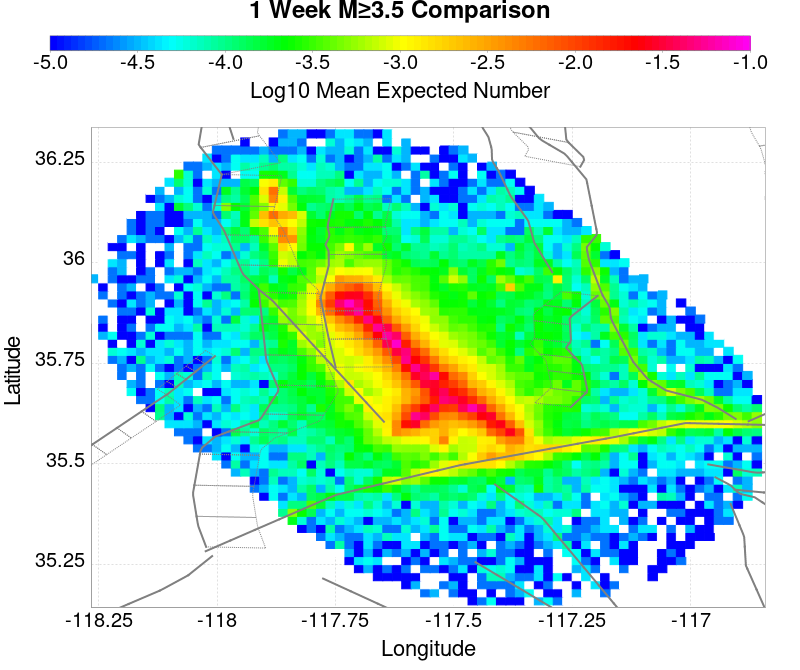 1 Week M≥3.5 Comparison
-5.0 -4.5 -4.0 -3.5 -3.0 -2.5 -2.0 -1.5 -1.0
Log10 Mean Expected Number
36.25
36
35.75
35.5
35.25
Latitude
-118.25 -118 -117.75 -117.5 -117.25 -117
Longitude